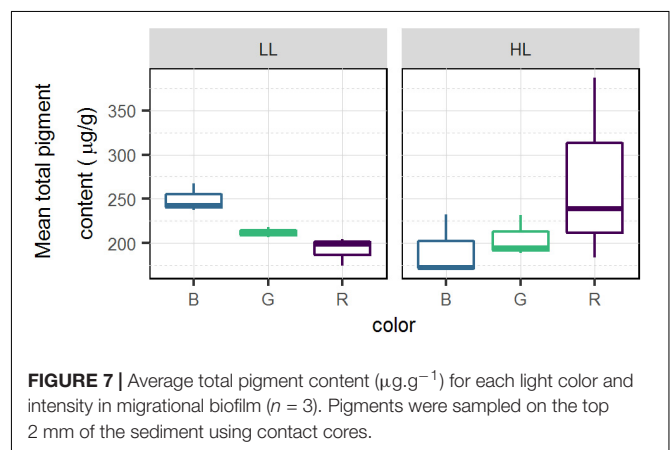 LL
HL
Mean total pigment
content ( μg/g)
350
300
250
200
B
G
R
B
G
R
color
FIGURE 7 | Average total pigment content (μg.g⁻¹) for each light color and
intensity in migrational biofilm (n = 3). Pigments were sampled on the top
2 mm of the sediment using contact cores.